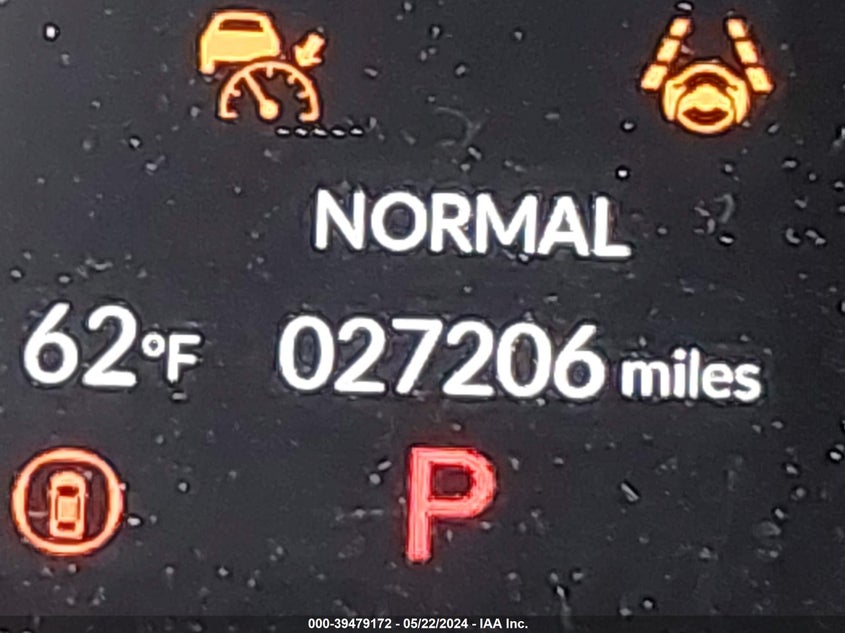 NORMAL
62°F 027206 miles
P
000-39479172 - 05/22/2024 - IAA Inc.